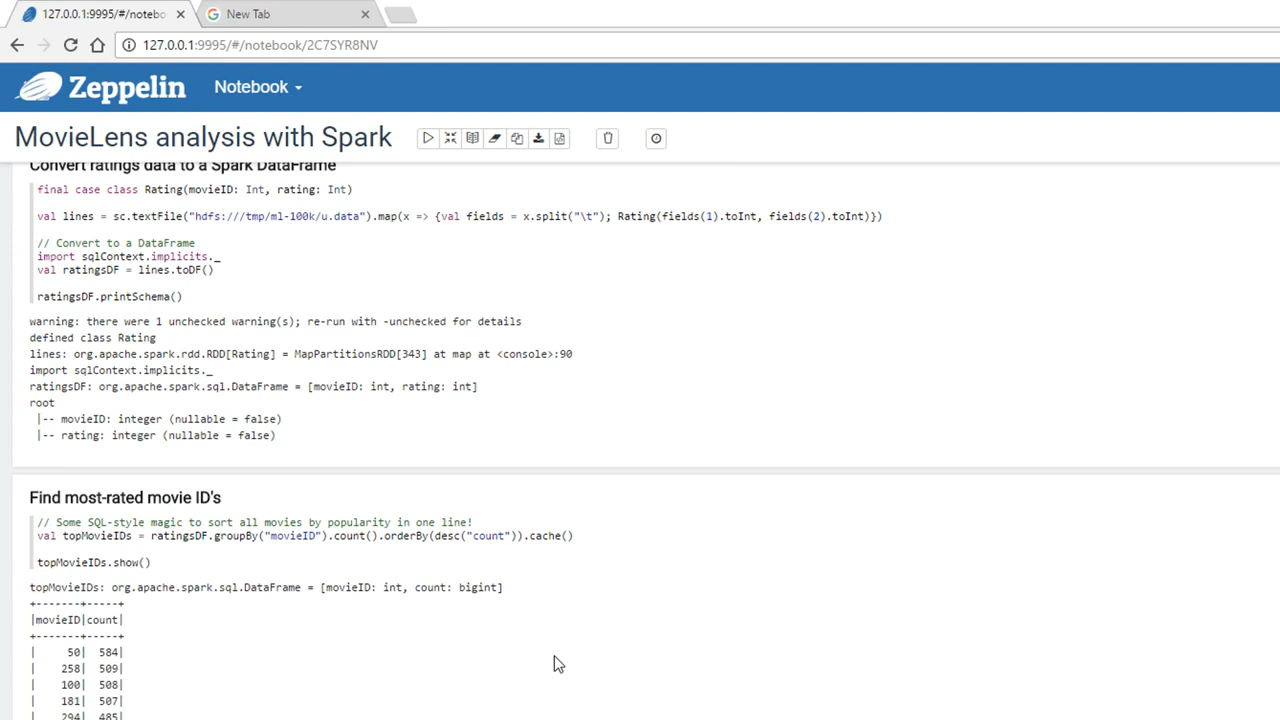 127.0.0.1:9995/#/notebo
New Tab
127.0.0.1:9995/#/notebook/2C7SYR8NV
Zeppelin
Notebook
MovieLens analysis with Spark
Convert ratings data to a Spark DataFrame
final case class Rating(movieID: Int, rating: Int)
val lines = sc.textFile("hdfs:///tmp/ml-100k/u.data").map(x => {val fields = x.split("\t"); Rating(fields(1).toInt, fields(2).toInt)})
// Convert to a DataFrame
import sqlContext.implicits._
val ratingsDF = lines.toDF()
ratingsDF.printSchema()
warning: there were 1 unchecked warning(s); re-run with -unchecked for details
defined class Rating
lines: org.apache.spark.rdd.RDD[Rating] = MapPartitionsRDD[343] at map at <console>:90
import sqlContext.implicits._
ratingsDF: org.apache.spark.sql.DataFrame = [movieID: int, rating: int]
root
|-- movieID: integer (nullable = false)
|-- rating: integer (nullable = false)
Find most-rated movie ID's
// Some SQL-style magic to sort all movies by popularity in one line!
val topMovieIDs = ratingsDF.groupBy("movieID").count().orderBy(desc("count")).cache()
topMovieIDs.show()
topMovieIDs: org.apache.spark.sql.DataFrame = [movieID: int, count: bigint]
+-------+-----+
|movieID|count|
+-------+-----+
|     50|  584|
|    258|  509|
|    100|  508|
|    181|  507|
|    294|  485|